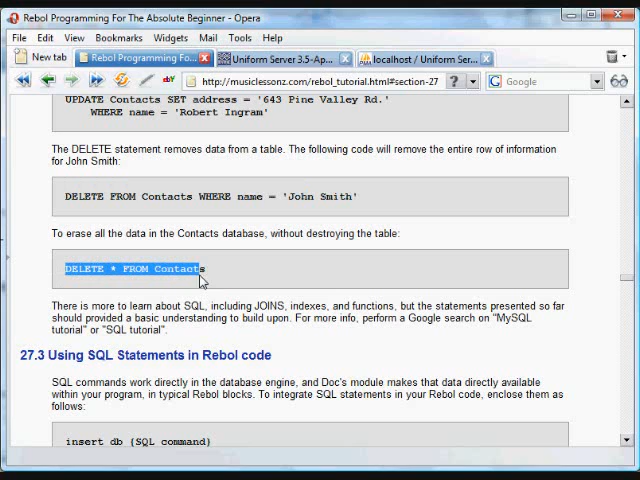 Rebol Programming For The Absolute Beginner - Opera
File Edit View Bookmarks Widgets Mail Tools Help
New tab Rebol Programming Fo... Uniform Server 3.5-Ap... localhost / Uniform Ser...
http://musiclessonz.com/rebol_tutorial.html#section-27 ? Google
UPDATE Contacts SET address = '643 Pine Valley Rd.'
WHERE name = 'Robert Ingram'
The DELETE statement removes data from a table. The following code will remove the entire row of information
for John Smith:
DELETE FROM Contacts WHERE name = 'John Smith'
To erase all the data in the Contacts database, without destroying the table:
DELETE * FROM Contacts
There is more to learn about SQL, including JOINS, indexes, and functions, but the statements presented so far
should provided a basic understanding to build upon. For more info, perform a Google search on "MySQL
tutorial" or "SQL tutorial".
27.3 Using SQL Statements in Rebol code
SQL commands work directly in the database engine, and Doc's module makes that data directly available
within your program, in typical Rebol blocks. To integrate SQL statements in your Rebol code, enclose them as
follows:
insert db {SQL command}